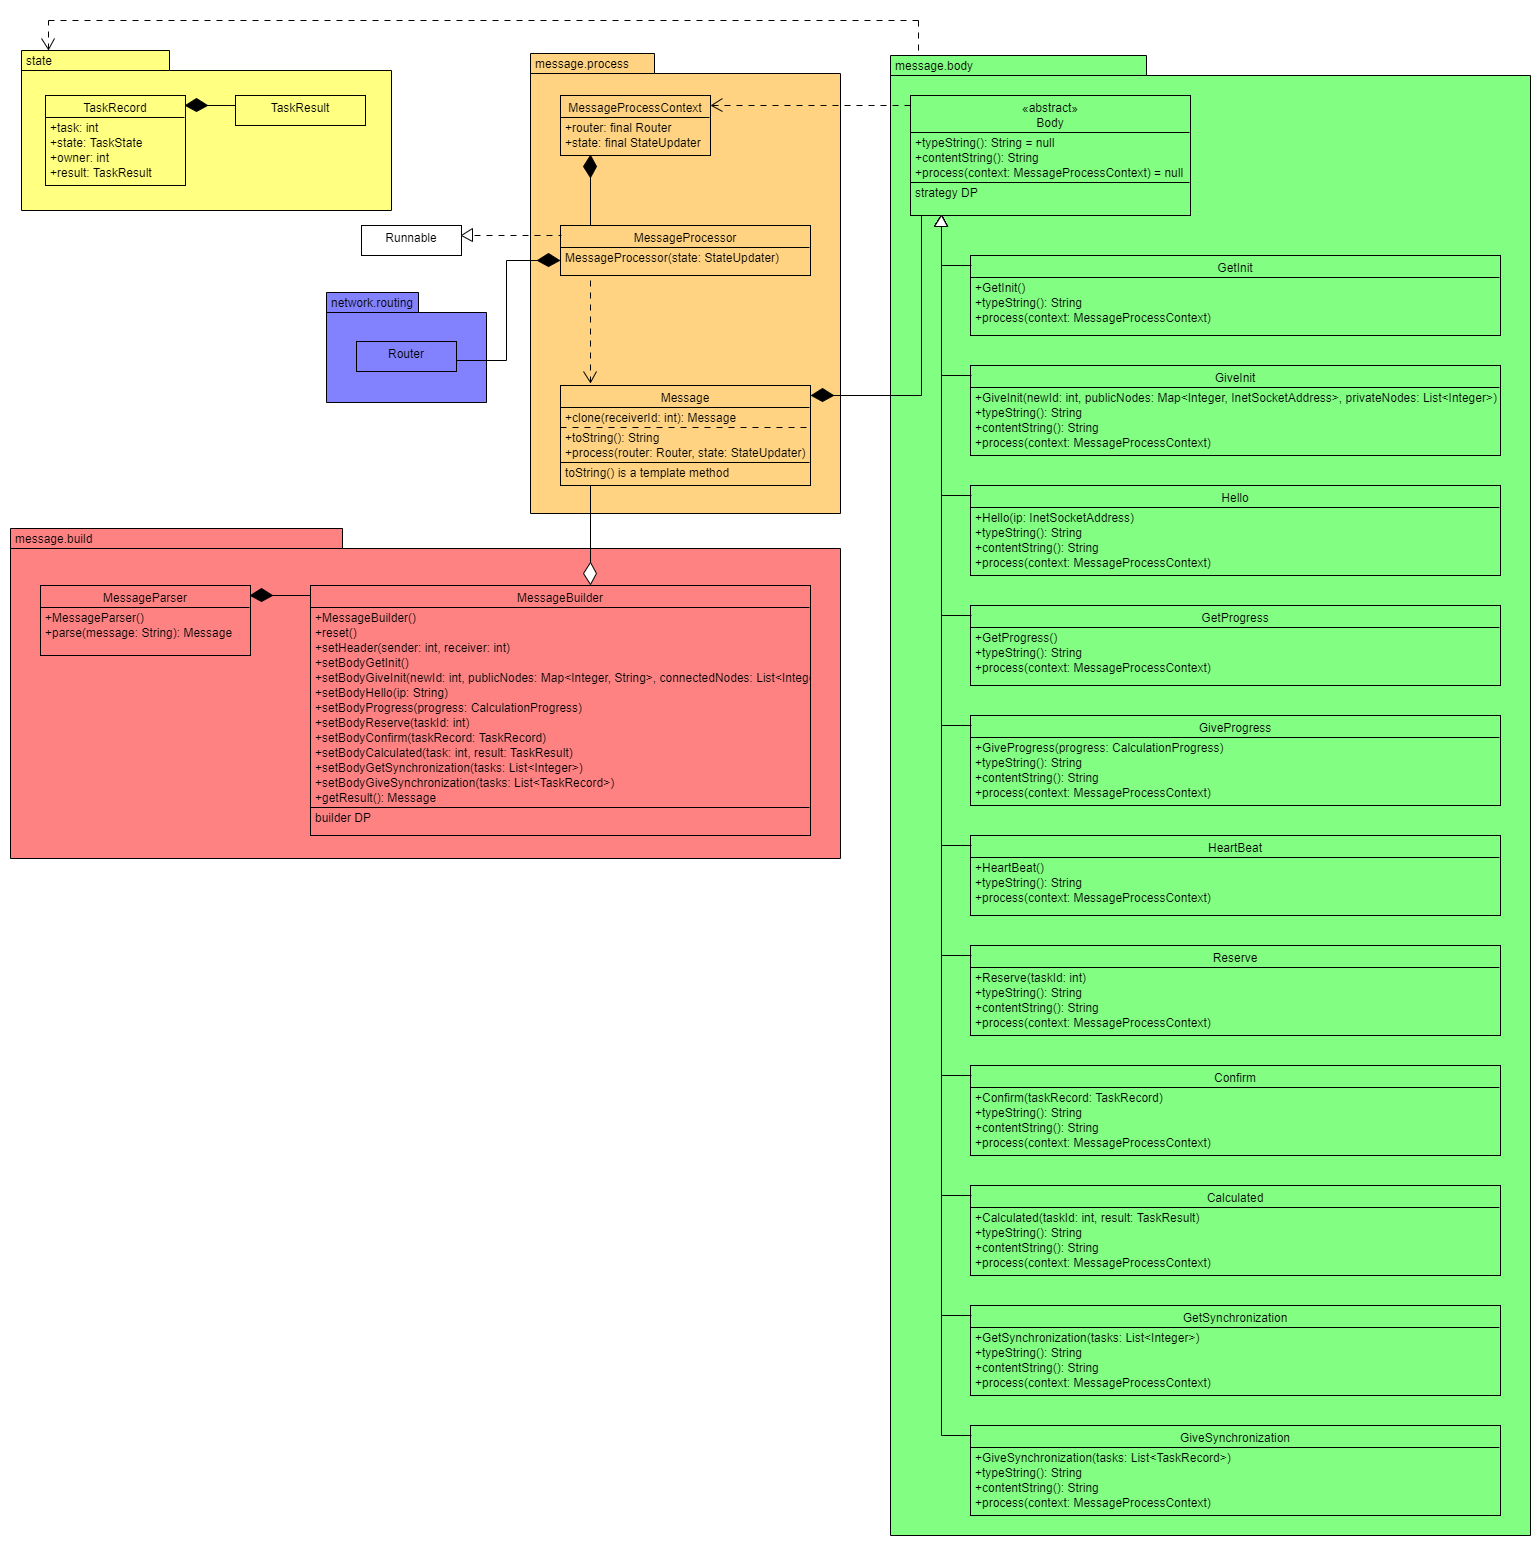 state
TaskRecord
+task: int
+state: TaskState
+owner: int
+result: TaskResult
TaskResult
message.process
MessageProcessContext
+router: final Router
+state: final StateUpdater
Runnable
MessageProcessor
MessageProcessor(state: StateUpdater)
network.routing
Router
Message
+clone(receiverId: int): Message
+toString(): String
+process(router: Router, state: StateUpdater)
toString() is a template method
message.build
MessageParser
+MessageParser()
+parse(message: String): Message
MessageBuilder
+MessageBuilder()
+reset()
+setHeader(sender: int, receiver: int)
+setBodyGetInit()
+setBodyGiveInit(newId: int, publicNodes: Map<Integer, String>, connectedNodes: List<Integ
+setBodyHello(ip: String)
+setBodyProgress(progress: CalculationProgress)
+setBodyReserve(taskId: int)
+setBodyConfirm(taskRecord: TaskRecord)
+setBodyCalculated(task: int, result: TaskResult)
+setBodyGetSynchronization(tasks: List<Integer>)
+setBodyGiveSynchronization(tasks: List<TaskRecord>)
+getResult(): Message
builder DP
message.body
«abstract»
Body
+typeString(): String = null
+contentString(): String
+process(context: MessageProcessContext) = null
strategy DP
GetInit
+GetInit()
+typeString(): String
+process(context: MessageProcessContext)
GiveInit
+GiveInit(newId: int, publicNodes: Map<Integer, InetSocketAddress>, privateNodes: List<Integer>)
+typeString(): String
+contentString(): String
+process(context: MessageProcessContext)
Hello
+Hello(ip: InetSocketAddress)
+typeString(): String
+contentString(): String
+process(context: MessageProcessContext)
GetProgress
+GetProgress()
+typeString(): String
+process(context: MessageProcessContext)
GiveProgress
+GiveProgress(progress: CalculationProgress)
+typeString(): String
+contentString(): String
+process(context: MessageProcessContext)
HeartBeat
+HeartBeat()
+typeString(): String
+process(context: MessageProcessContext)
Reserve
+Reserve(taskId: int)
+typeString(): String
+contentString(): String
+process(context: MessageProcessContext)
Confirm
+Confirm(taskRecord: TaskRecord)
+typeString(): String
+contentString(): String
+process(context: MessageProcessContext)
Calculated
+Calculated(taskId: int, result: TaskResult)
+typeString(): String
+contentString(): String
+process(context: MessageProcessContext)
GetSynchronization
+GetSynchronization(tasks: List<Integer>)
+typeString(): String
+contentString(): String
+process(context: MessageProcessContext)
GiveSynchronization
+GiveSynchronization(tasks: List<TaskRecord>)
+typeString(): String
+contentString(): String
+process(context: MessageProcessContext)